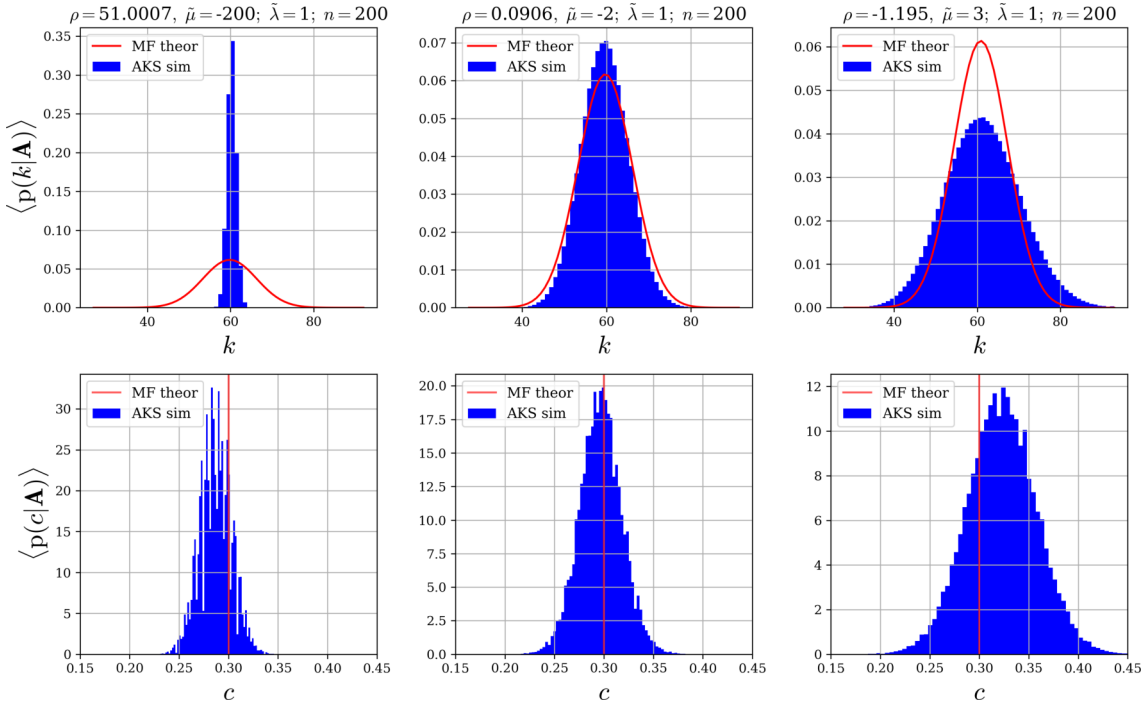 ρ = 51.0007, μ̃ = -200; λ̃ = 1; n = 200
0.35
0.30
0.25
0.20
0.15
0.10
0.05
0.00
MF theor
AKS sim
40 60 80
k
⟨p(k|A)⟩
ρ = 0.0906, μ̃ = -2; λ̃ = 1; n = 200
0.07
0.06
0.05
0.04
0.03
0.02
0.01
0.00
MF theor
AKS sim
40 60 80
k
ρ = -1.195, μ̃ = 3; λ̃ = 1; n = 200
0.06
0.05
0.04
0.03
0.02
0.01
0.00
MF theor
AKS sim
40 60 80
k
30
25
20
15
10
5
0
MF theor
AKS sim
0.15 0.20 0.25 0.30 0.35 0.40 0.45
c
⟨p(c|A)⟩
20.0
17.5
15.0
12.5
10.0
7.5
5.0
2.5
0.0
MF theor
AKS sim
0.15 0.20 0.25 0.30 0.35 0.40 0.45
c
12
10
8
6
4
2
0
MF theor
AKS sim
0.15 0.20 0.25 0.30 0.35 0.40 0.45
c